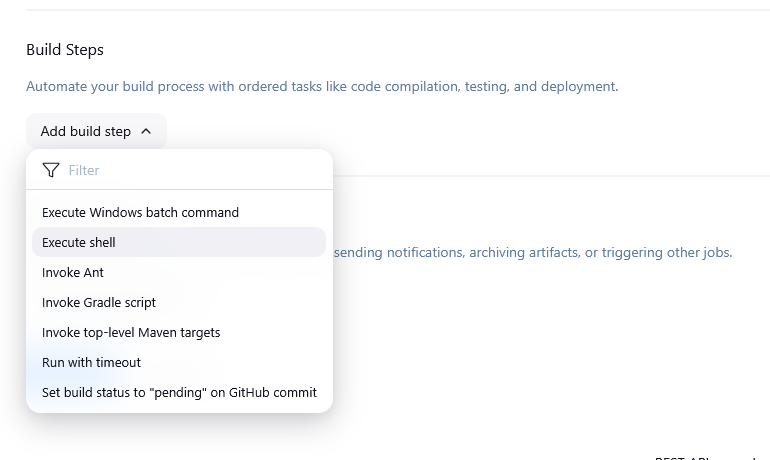 Build Steps
Automate your build process with ordered tasks like code compilation, testing, and deployment.
Add build step
Filter
Execute Windows batch command
Execute shell
sending notifications, archiving artifacts, or triggering other jobs.
Invoke Ant
Invoke Gradle script
Invoke top-level Maven targets
Run with timeout
Set build status to "pending" on GitHub commit